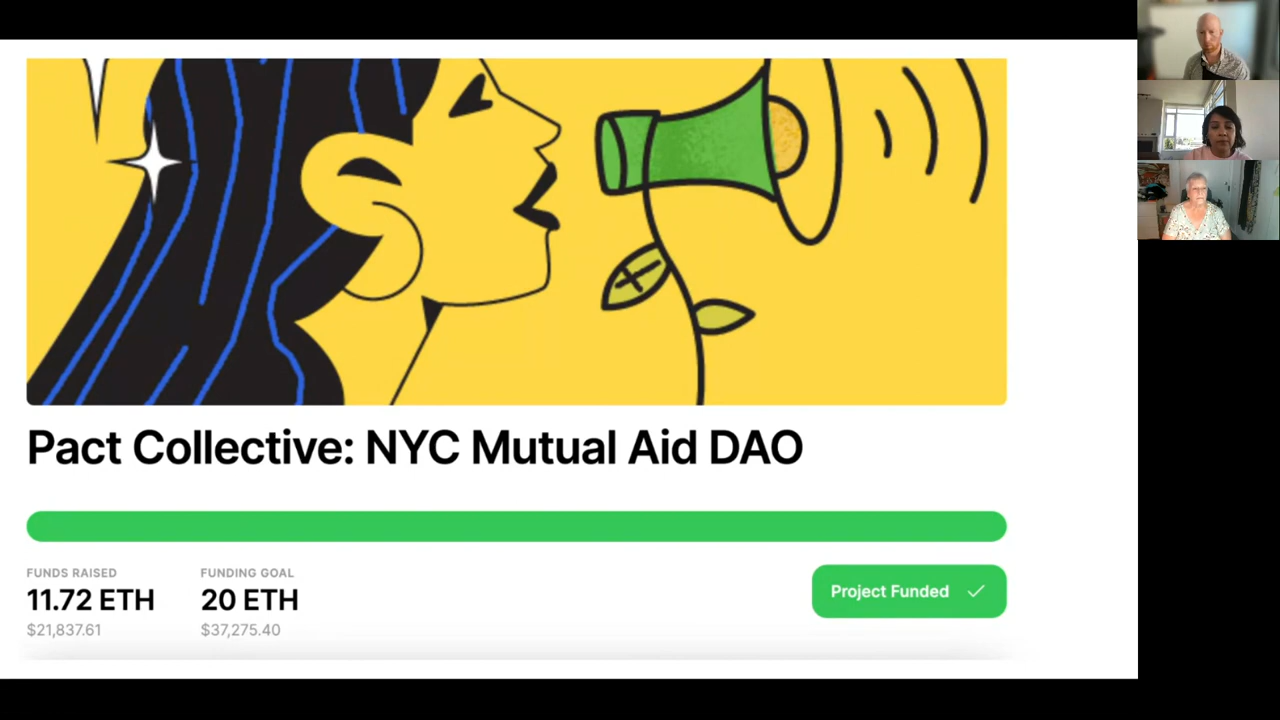 Pact Collective: NYC Mutual Aid DAO
FUNDS RAISED
11.72 ETH
$21,837.61
FUNDING GOAL
20 ETH
$37,275.40
Project Funded